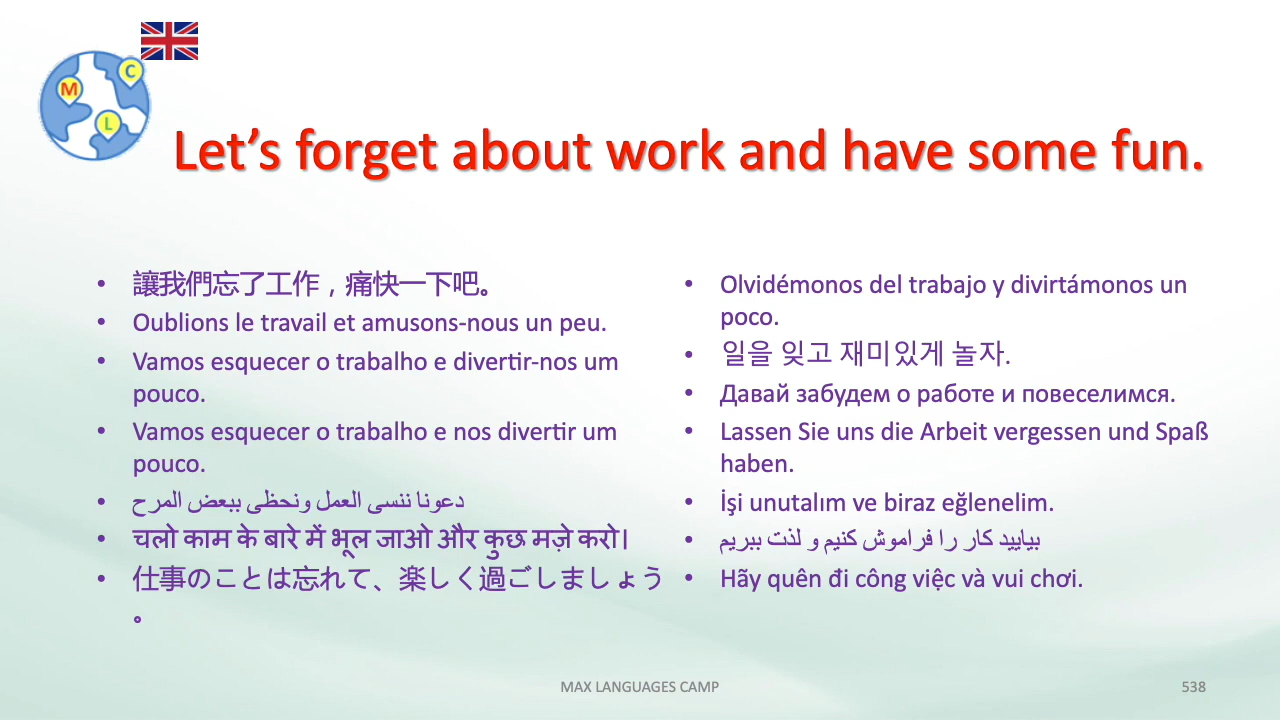 M
C
L
Let’s forget about work and have some fun.
• 讓我們忘了工作，痛快一下吧。
• Oublions le travail et amusons-nous un peu.
• Vamos esquecer o trabalho e divertir-nos um
pouco.
• Vamos esquecer o trabalho e nos divertir um
pouco.
• دعونا ننسى العمل ونحظى ببعض المرح
• चलो काम के बारे में भूल जाओ और कुछ मज़े करो।
• 仕事のことは忘れて、楽しく過ごしましょう
。
• Olvidémonos del trabajo y divirtámonos un
poco.
• 일을 잊고 재미있게 놀자.
• Давай забудем о работе и повеселимся.
• Lassen Sie uns die Arbeit vergessen und Spaß
haben.
• İşi unutalım ve biraz eğlenelim.
• بیایید کار را فراموش کنیم و لذت ببریم
• Hãy quên đi công việc và vui chơi.
MAX LANGUAGES CAMP
538